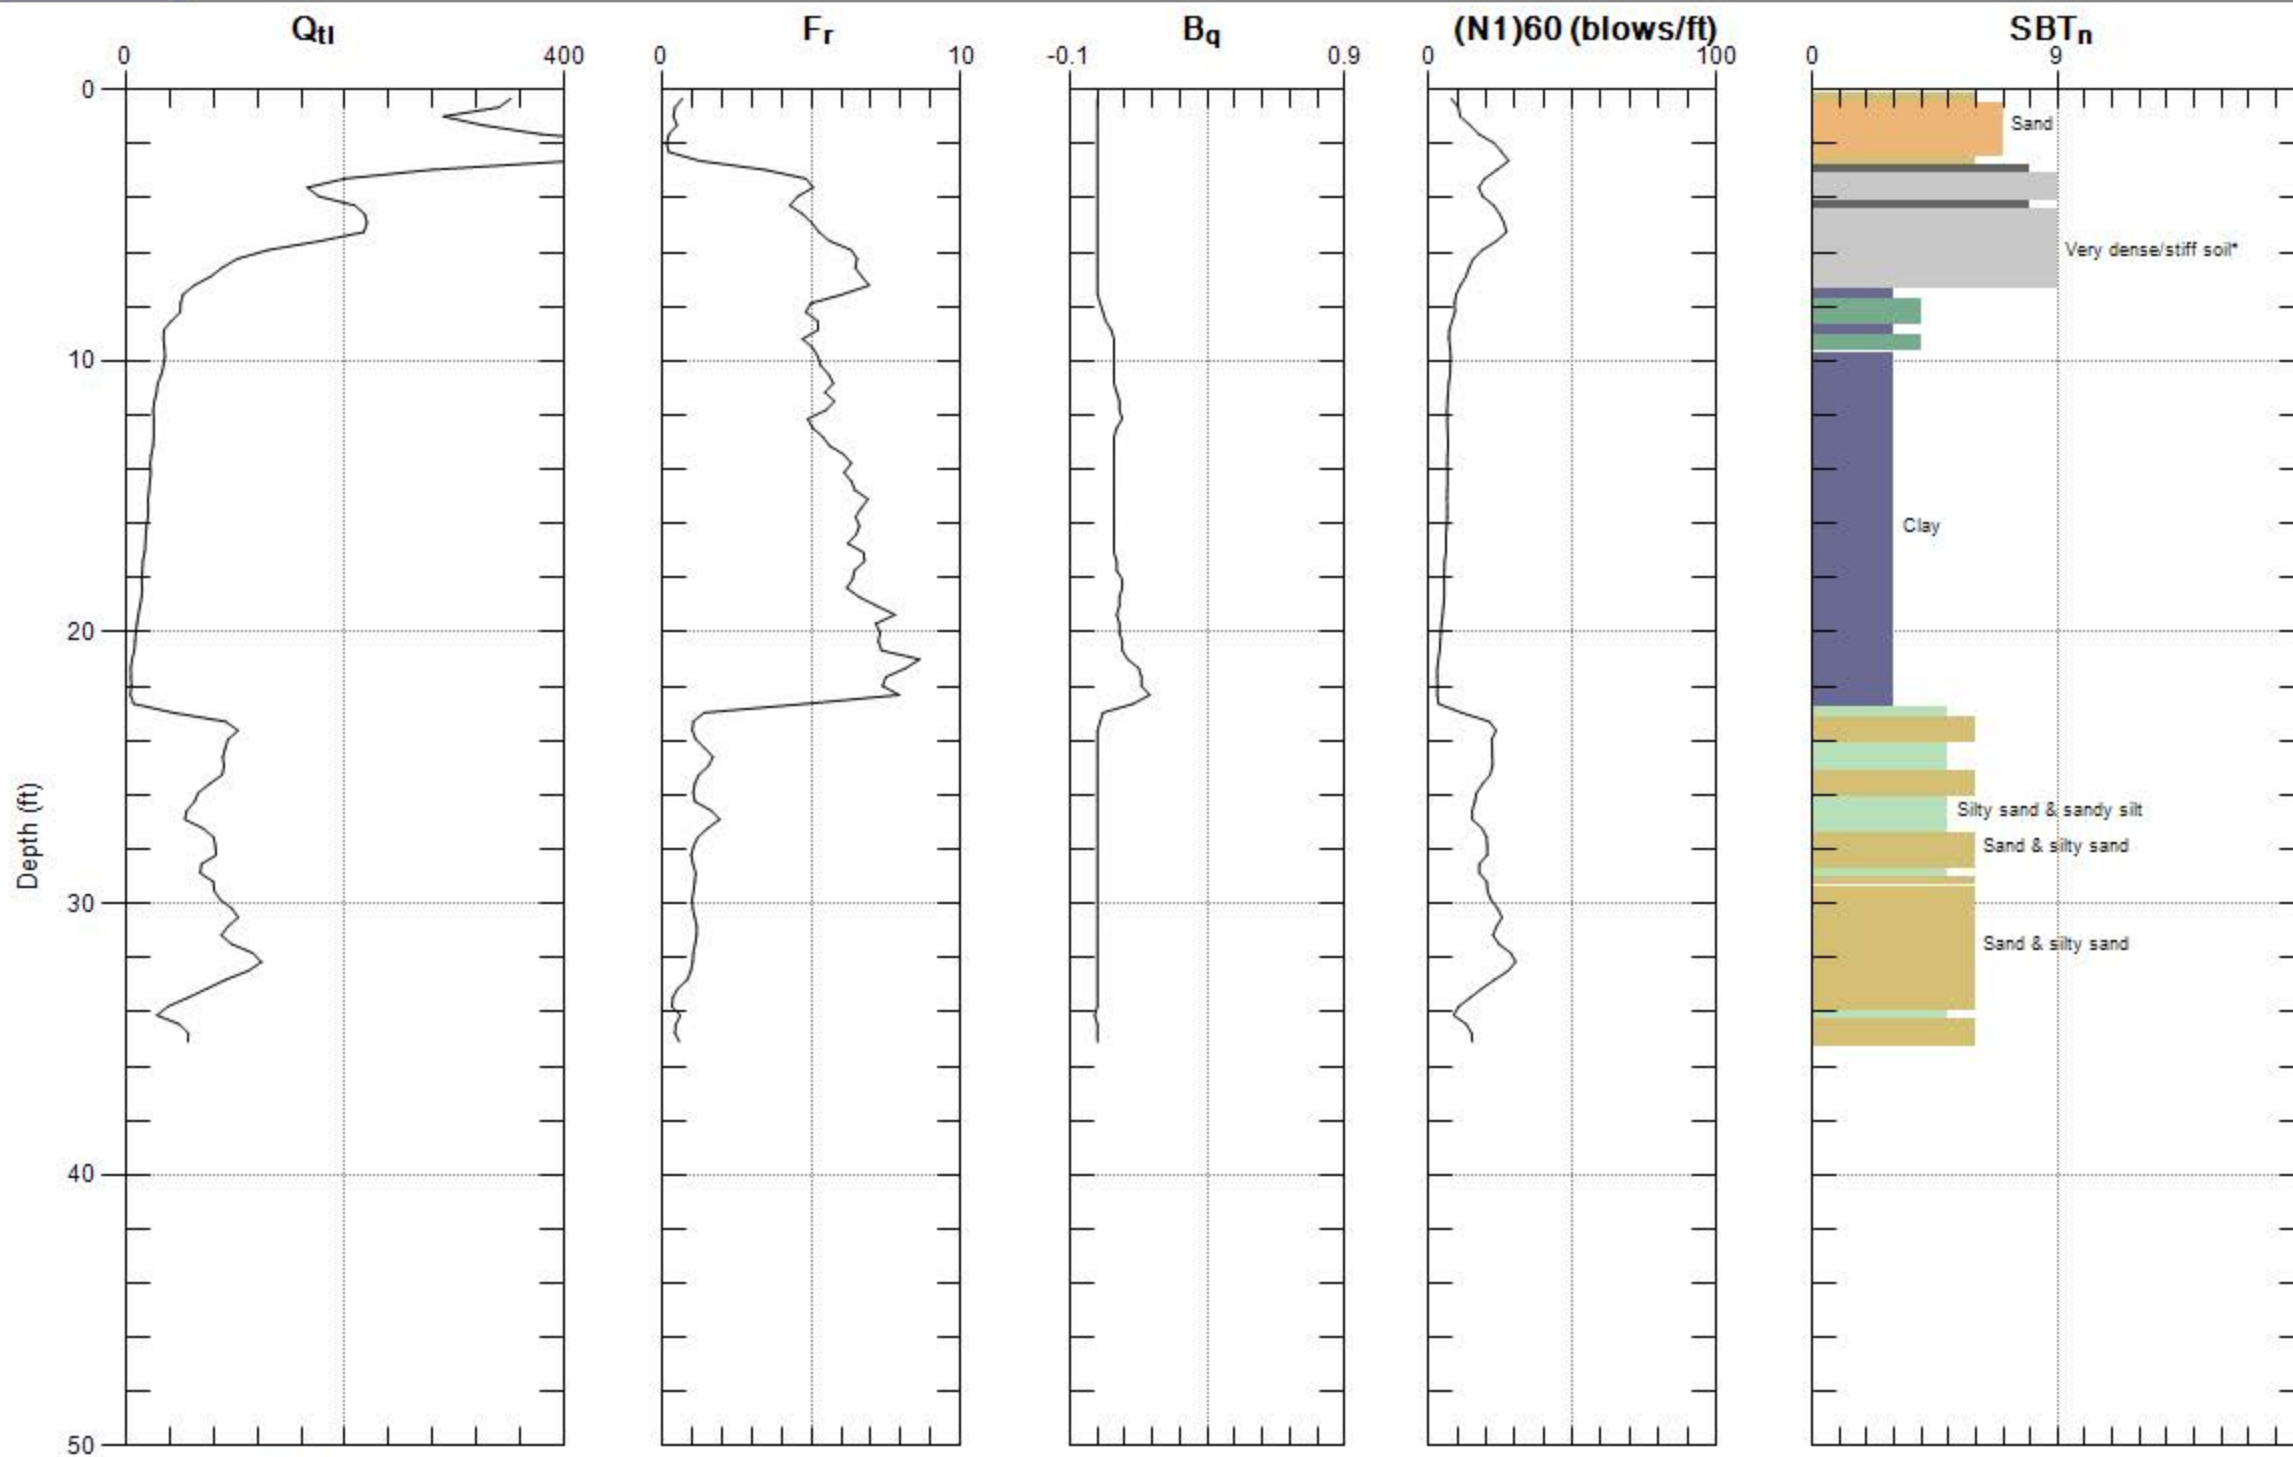 Qtl Fr Bq (N1)60 (blows/ft) SBTn
0 400 0 10 -0.1 0.9 0 100 0 9
0
Sand
Very dense/stiff soil*
10
Clay
20
Depth (ft)
Silty sand & sandy silt
Sand & silty sand
30
Sand & silty sand
40
50